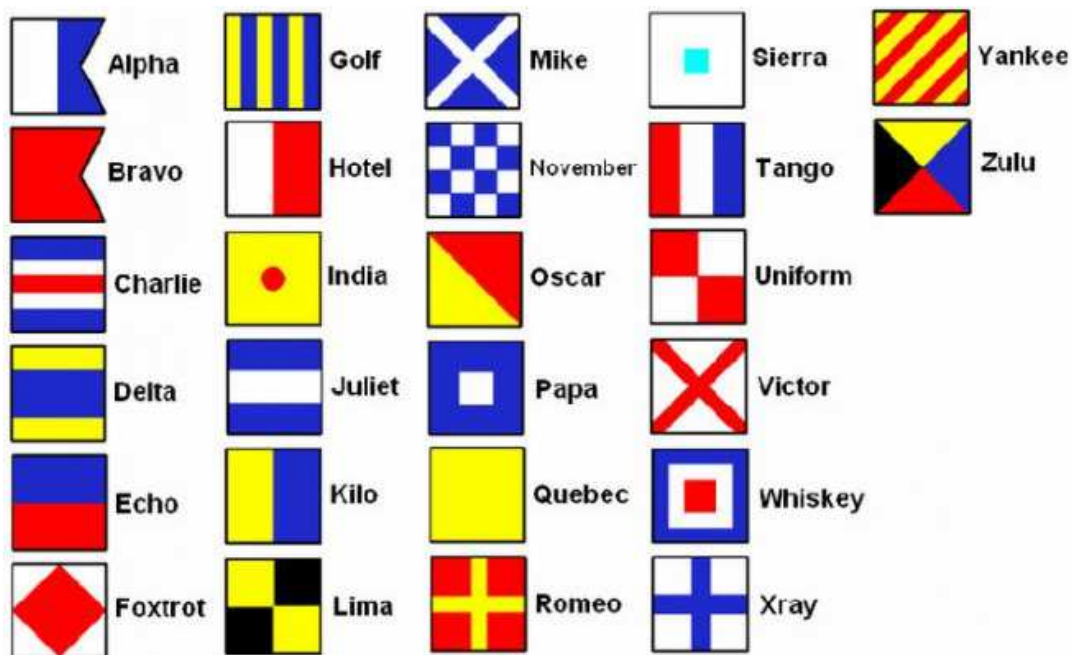 Alpha
Bravo
Charlie
Delta
Echo
Foxtrot
Golf
Hotel
India
Juliet
Kilo
Lima
Mike
November
Oscar
Papa
Quebec
Romeo
Sierra
Tango
Uniform
Victor
Whiskey
Xray
Yankee
Zulu